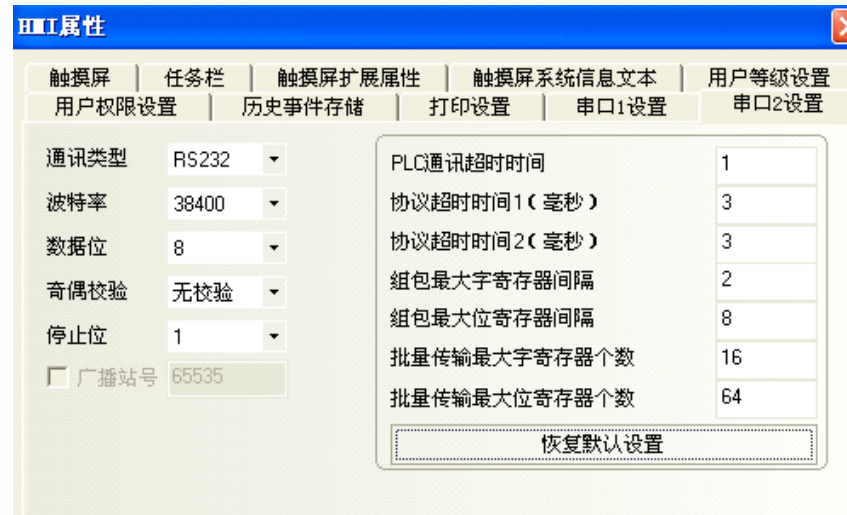 HMI属性
触摸屏 任务栏 触摸屏扩展属性 触摸屏系统信息文本 用户等级设置
用户权限设置 历史事件存储 打印设置 串口1设置 串口2设置
通讯类型 RS232
波特率 38400
数据位 8
奇偶校验 无校验
停止位 1
广播站号 65535
PLC通讯超时时间 1
协议超时时间1(毫秒) 3
协议超时时间2(毫秒) 3
组包最大字寄存器间隔 2
组包最大位寄存器间隔 8
批量传输最大字寄存器个数 16
批量传输最大位寄存器个数 64
恢复默认设置